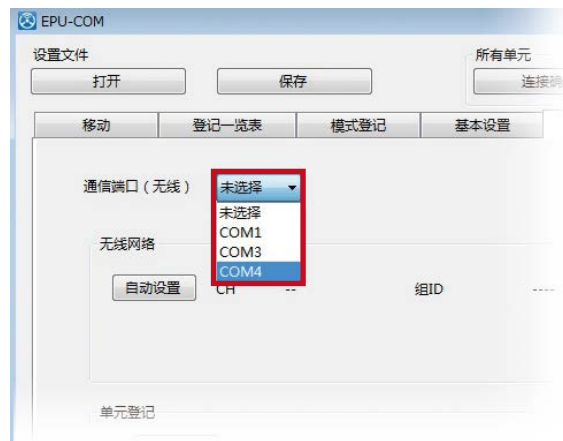 EPU-COM
设置文件
所有单元
打开
保存
连接确
移动
登记一览表
模式登记
基本设置
通信端口(无线)
未选择
未选择
COM1
COM3
COM4
无线网络
自动设置
CH
--
组ID
----
单元登记